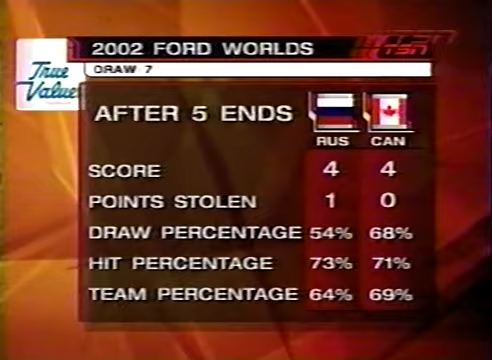 2002 FORD WORLDS
TSN
DRAW 7
True
Value
AFTER 5 ENDS
RUS CAN
SCORE 4 4
POINTS STOLEN 1 0
DRAW PERCENTAGE 54% 68%
HIT PERCENTAGE 73% 71%
TEAM PERCENTAGE 64% 69%